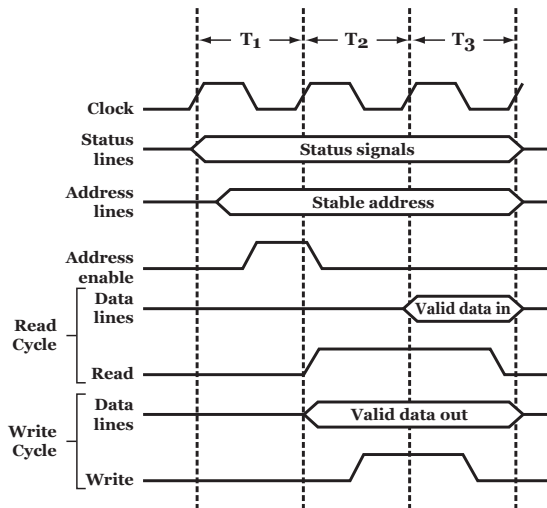 T1 T2 T3
Clock
Status
lines
Status signals
Address
lines
Stable address
Address
enable
Read
Cycle
Data
lines
Valid data in
Read
Write
Cycle
Data
lines
Valid data out
Write